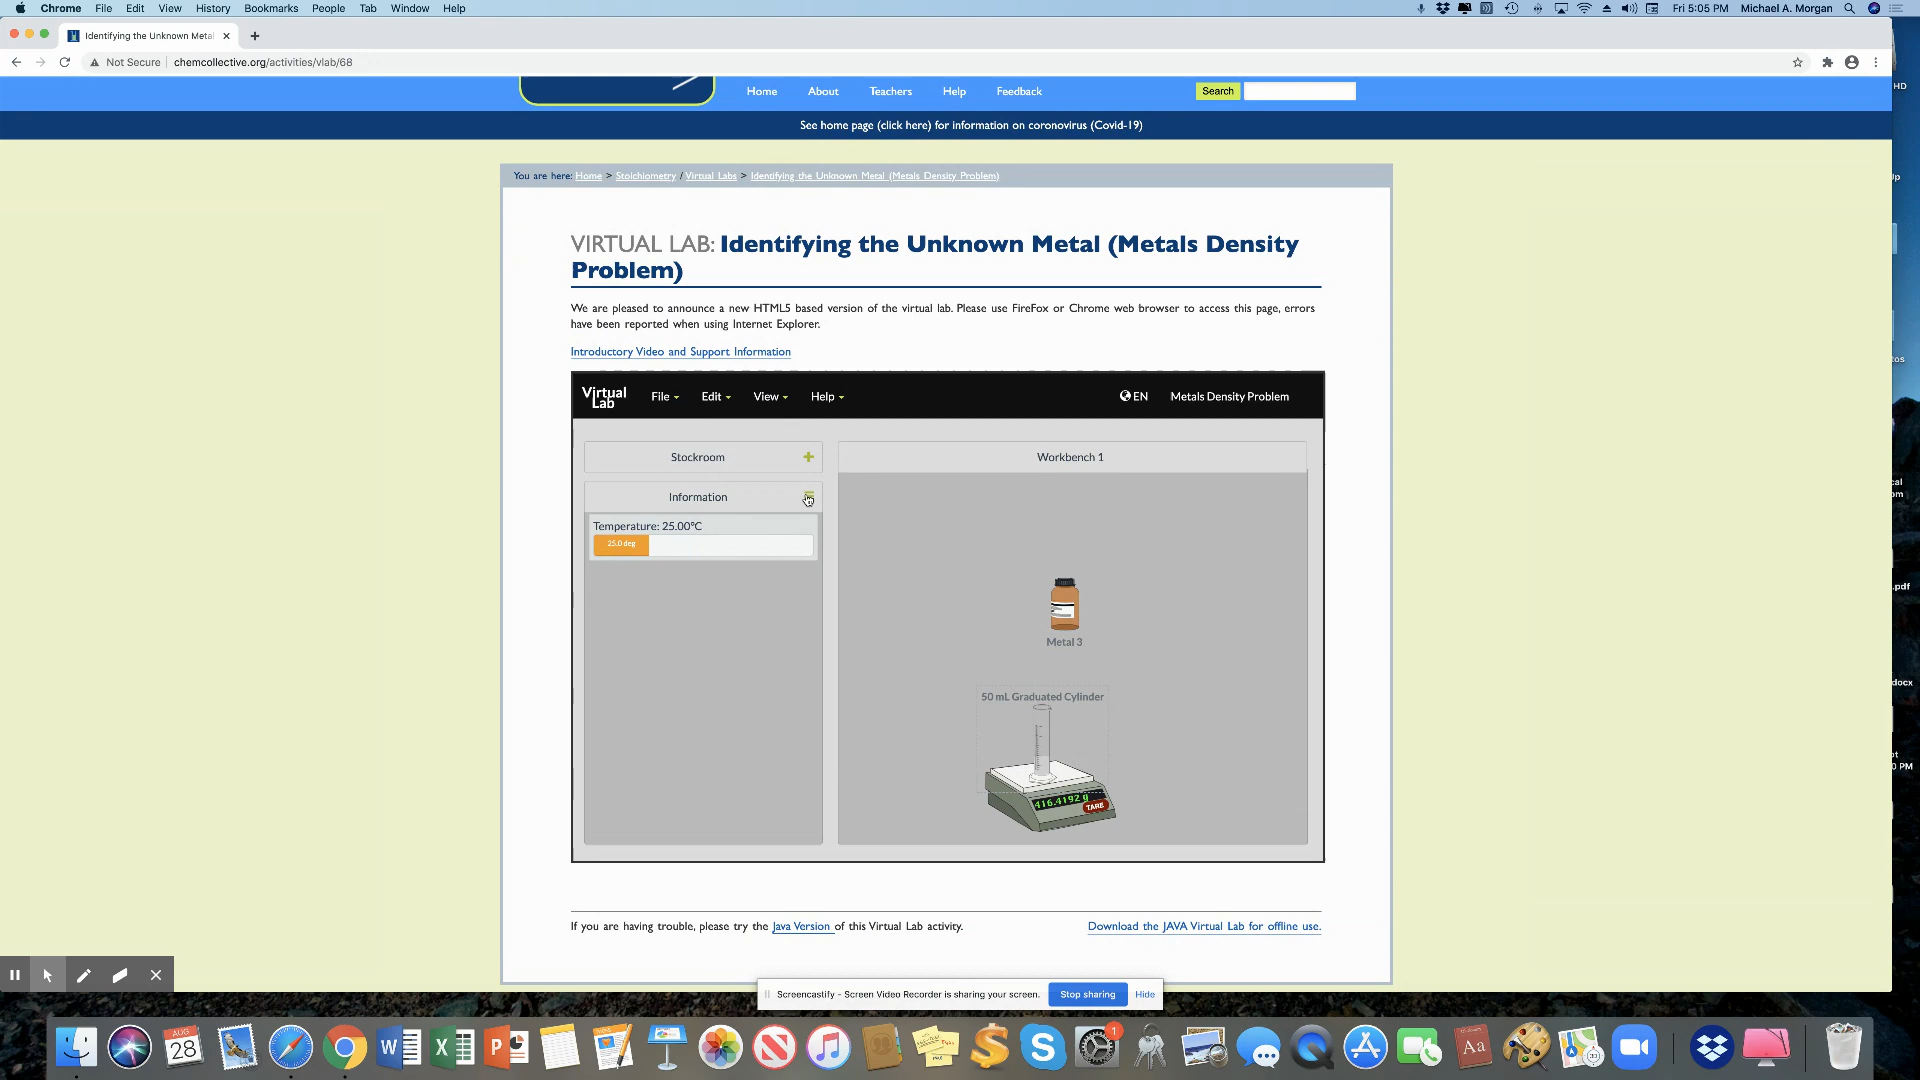 Chrome File Edit View History Bookmarks People Tab Window Help Fri 5:05 PM Michael A. Morgan
Identifying the Unknown Metal
Not Secure chemcollective.org/activities/vlab/68
HD
Home About Teachers Help Feedback Search
See home page (click here) for information on coronovirus (Covid-19)
You are here: Home > Stoichiometry / Virtual Labs > Identifying the Unknown Metal (Metals Density Problem)
VIRTUAL LAB: Identifying the Unknown Metal (Metals Density
Problem)
We are pleased to announce a new HTML5 based version of the virtual lab. Please use FireFox or Chrome web browser to access this page, errors
have been reported when using Internet Explorer.
Introductory Video and Support Information
Virtual
Lab
File Edit View Help EN Metals Density Problem
Stockroom
Workbench 1
Information
Temperature: 25.00°C
25.0 deg
Metal 3
50 mL Graduated Cylinder
416.4192 g
TARE
.pdf
docx
0 PM
If you are having trouble, please try the Java Version of this Virtual Lab activity. Download the JAVA Virtual Lab for offline use.
Screencastify - Screen Video Recorder is sharing your screen. Stop sharing Hide
AUG
28
W X P S 1 Aa